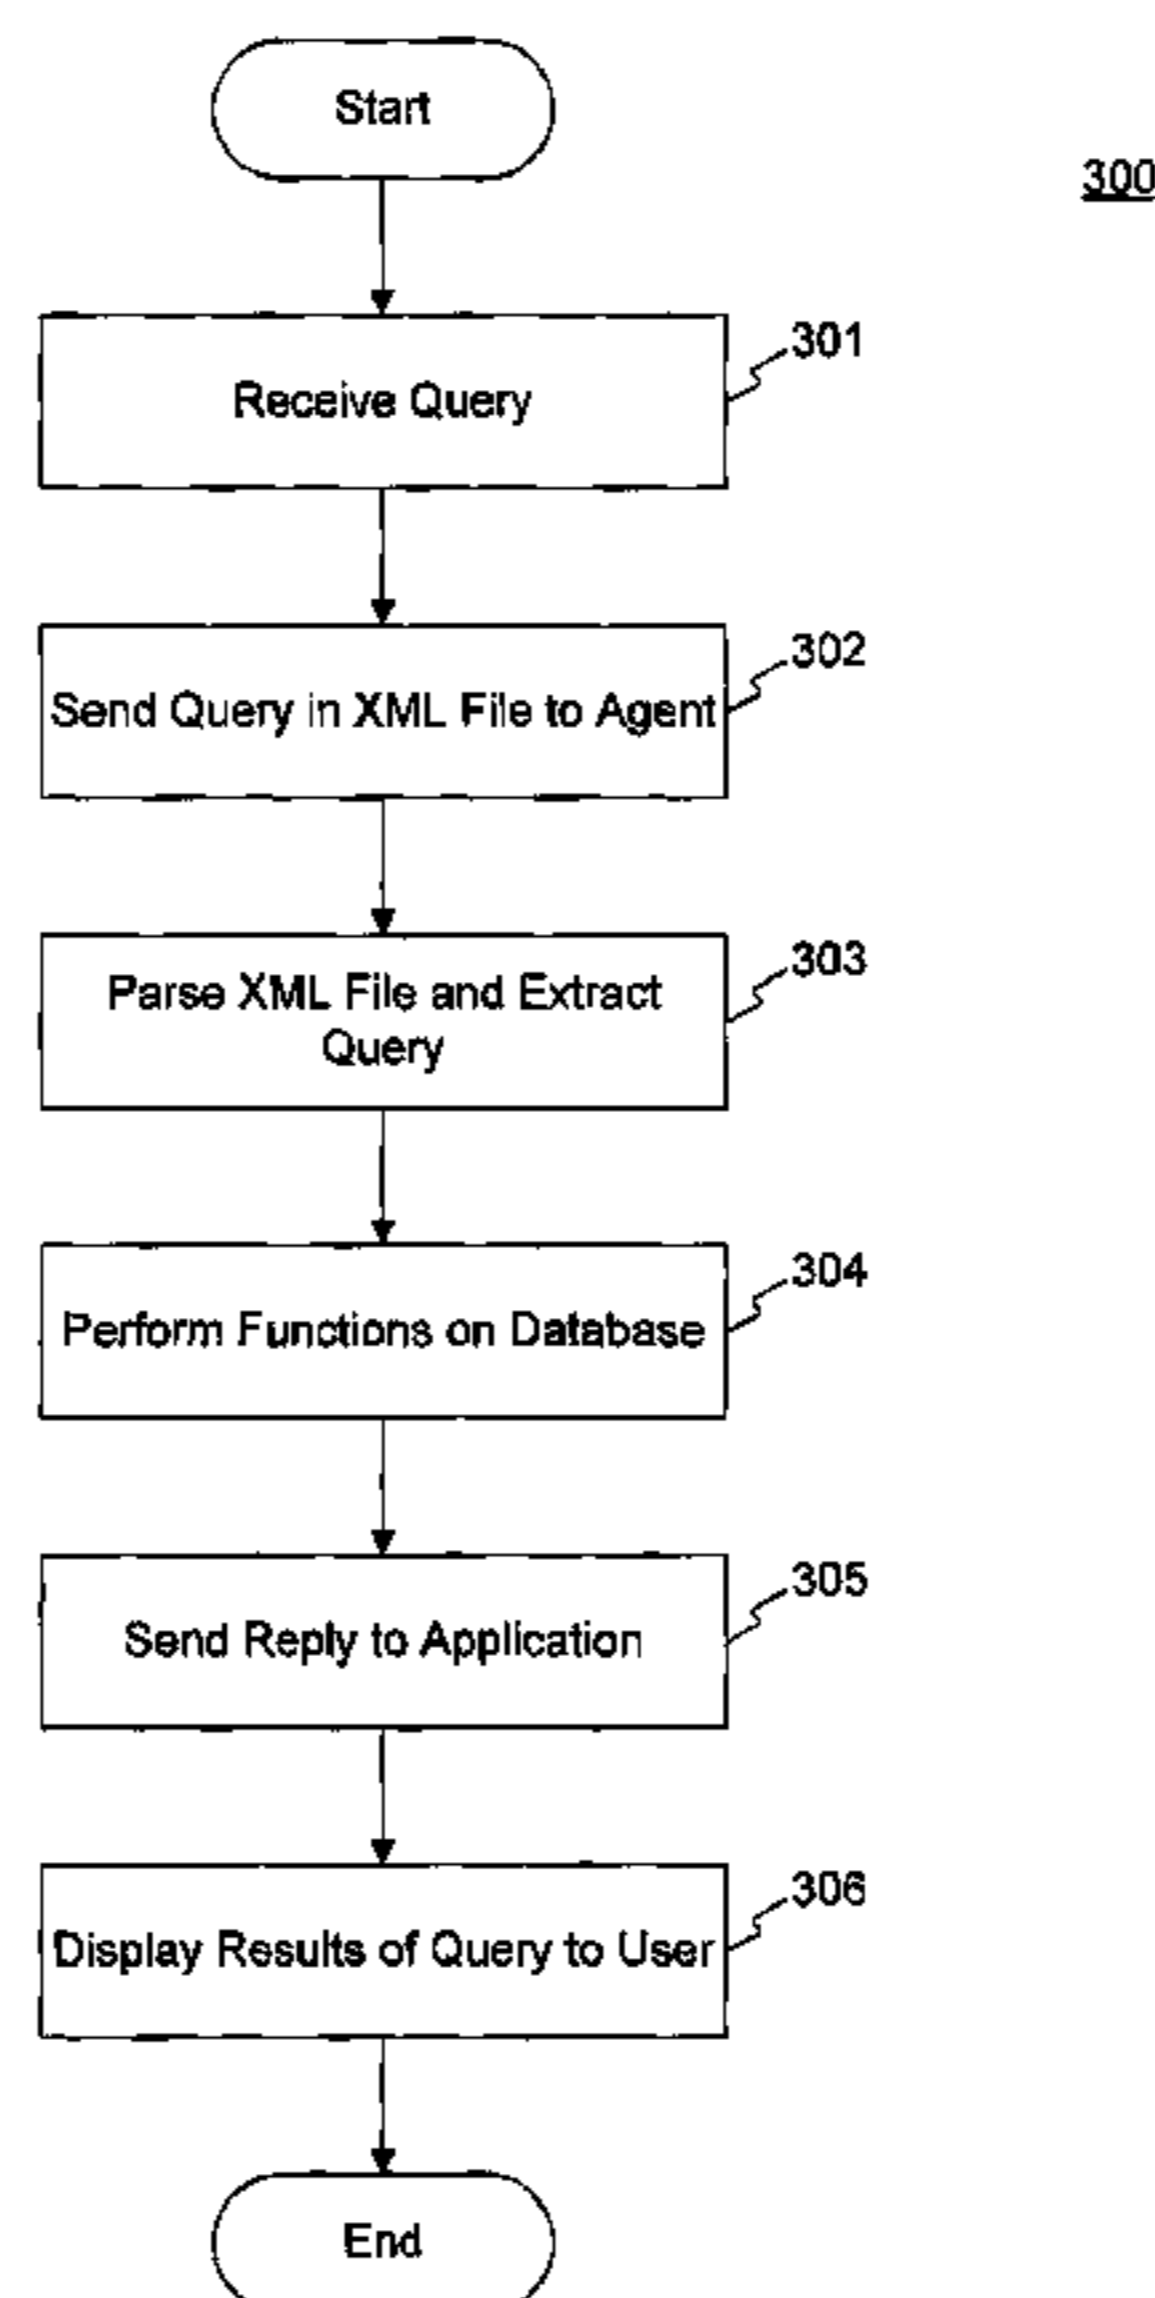 Start
300
301
Receive Query
302
Send Query in XML File to Agent
303
Parse XML File and Extract
Query
304
Perform Functions on Database
305
Send Reply to Application
306
Display Results of Query to User
End